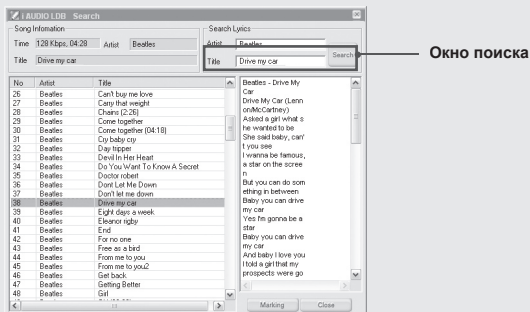 i AUDIO LDB Search
Song Infomation
Time 128 Kbps, 04:28 Artist Beatles
Title Drive my car
Search Lyrics
Artist Beatles
Title Drive my car
Search
Окно поиска
No Artist Title
26 Beatles Can't buy me love
27 Beatles Carry that weight
28 Beatles Chains (2:26)
29 Beatles Come together
30 Beatles Come together (04:18)
31 Beatles Cry baby cry
32 Beatles Day tripper
33 Beatles Devil In Her Heart
34 Beatles Do You Want To Know A Secret
35 Beatles Doctor robert
36 Beatles Dont Let Me Down
37 Beatles Don't let me down
38 Beatles Drive my car
39 Beatles Eight days a week
40 Beatles Eleanor rigby
41 Beatles End
42 Beatles For no one
43 Beatles Free as a bird
44 Beatles From me to you
45 Beatles From me to you2
46 Beatles Get back
47 Beatles Getting Better
48 Beatles Girl
Beatles - Drive My
Car
Drive My Car (Lenn
on/McCartney)
Asked a girl what s
he wanted to be
She said baby, can'
t you see
I wanna be famous,
a star on the scree
n
But you can do som
ething in between
Baby you can drive
my car
Yes I'm gonna be a
star
Baby you can drive
my car
And baby I love you
I told a girl that my
prospects were go
Marking Close